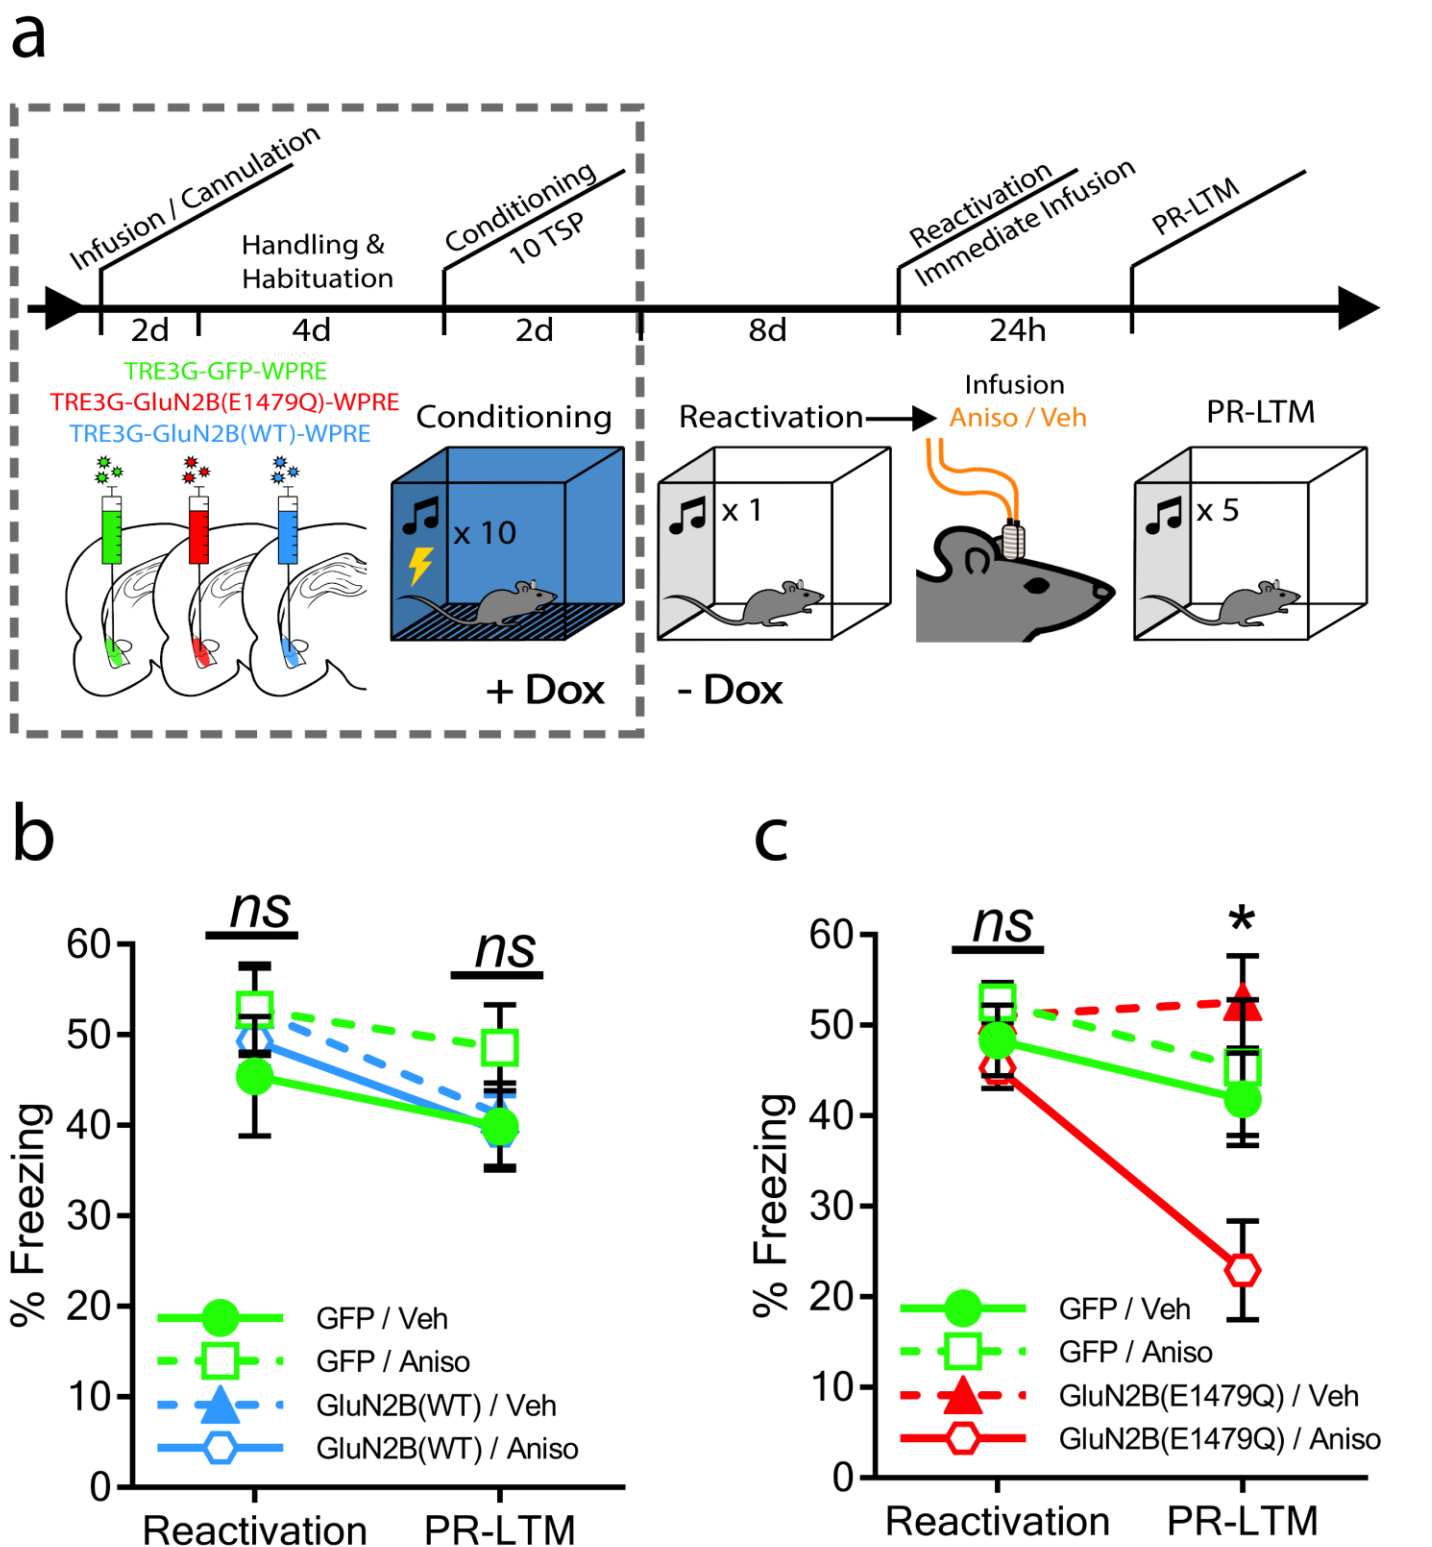 a
Infusion / Cannulation
Handling &
Habituation
Conditioning
10 TSP
Reactivation
Immediate Infusion
PR-LTM
2d
4d
2d
8d
24h
TRE3G-GFP-WPRE
TRE3G-GluN2B(E1479Q)-WPRE
TRE3G-GluN2B(WT)-WPRE
Conditioning
x 10
+ Dox
Reactivation
x 1
- Dox
Infusion
Aniso / Veh
PR-LTM
x 5
b
ns
ns
60
50
40
30
20
10
0
% Freezing
GFP / Veh
GFP / Aniso
GluN2B(WT) / Veh
GluN2B(WT) / Aniso
Reactivation
PR-LTM
c
ns
*
60
50
40
30
20
10
0
% Freezing
GFP / Veh
GFP / Aniso
GluN2B(E1479Q) / Veh
GluN2B(E1479Q) / Aniso
Reactivation
PR-LTM